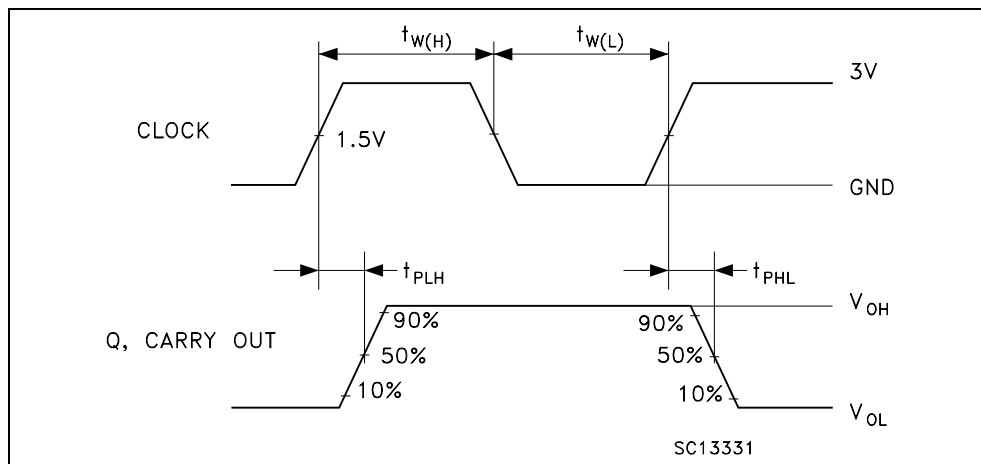 tW(H) tW(L)
3V
CLOCK 1.5V
GND
tPLH tPHL
VOH
90% 90%
Q, CARRY OUT 50% 50%
10% 10%
VOL
SC13331